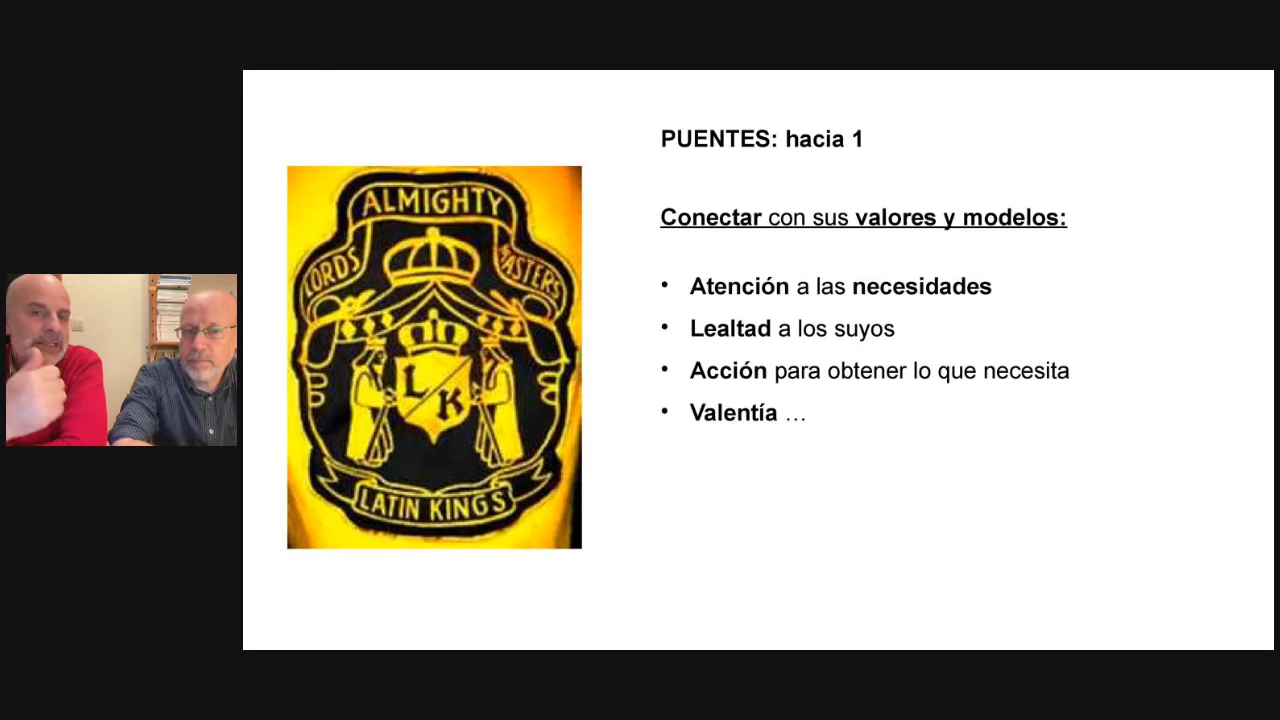 PUENTES: hacia 1
Conectar con sus valores y modelos:
• Atención a las necesidades
• Lealtad a los suyos
• Acción para obtener lo que necesita
• Valentía …
ALMIGHTY
LORDS
MASTERS
L K
LATIN KINGS